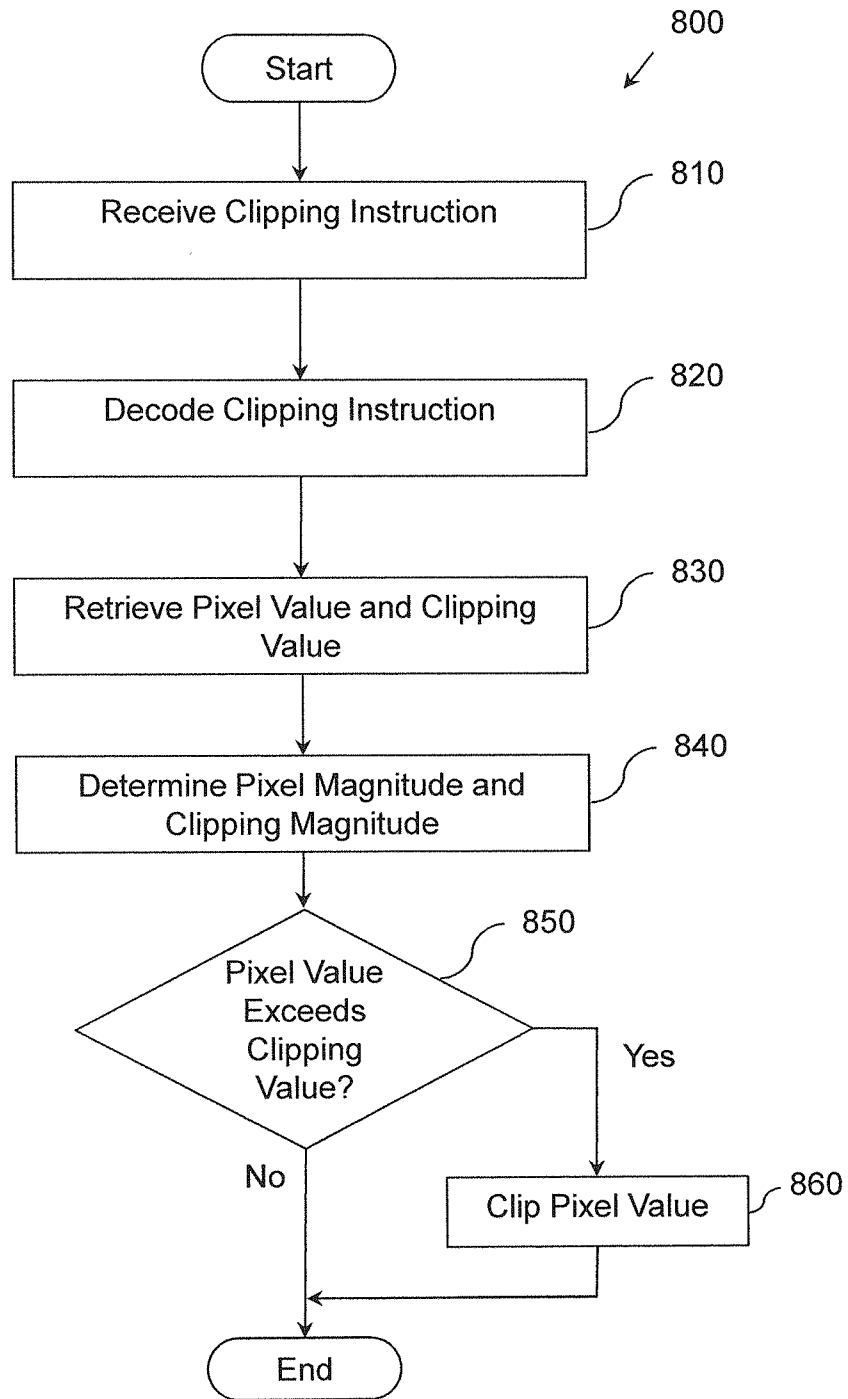 800
Start
810
Receive Clipping Instruction
820
Decode Clipping Instruction
830
Retrieve Pixel Value and Clipping
Value
840
Determine Pixel Magnitude and
Clipping Magnitude
850
Pixel Value
Exceeds
Clipping
Value?
Yes
No
860
Clip Pixel Value
End